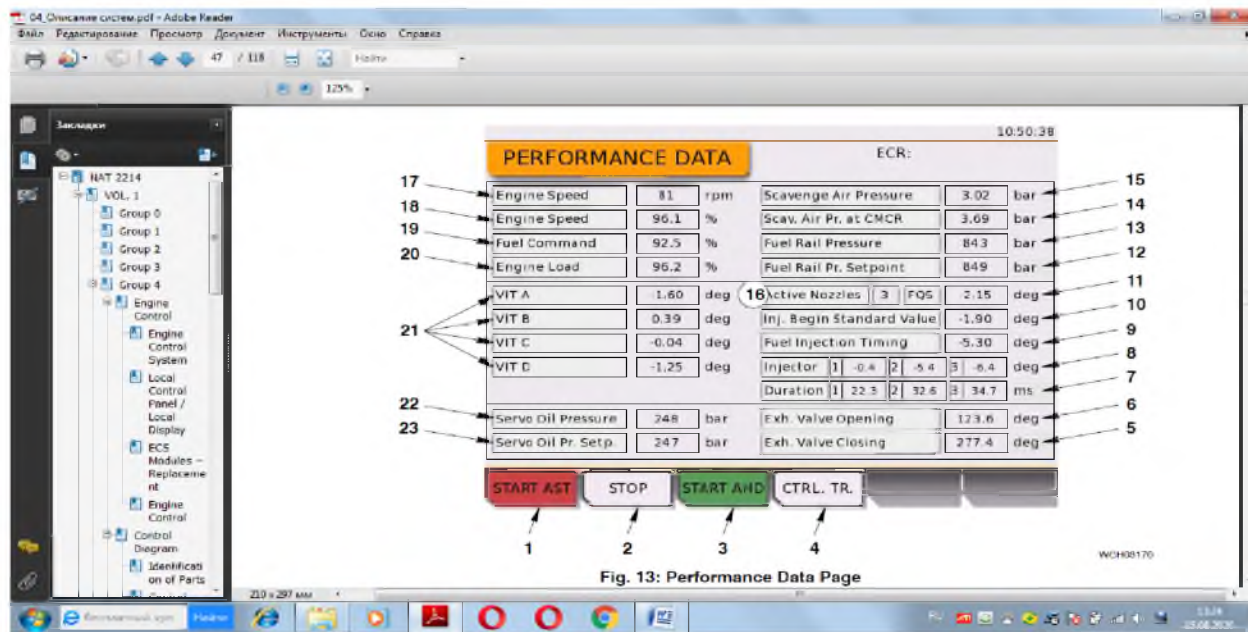 04_Описание систем.pdf - Adobe Reader
Файл Редактирование Просмотр Документ Инструменты Окно Справка
47 / 118 Найти
125%
Закладки
NAT 2214
VOL. 1
Group 0
Group 1
Group 2
Group 3
Group 4
Engine
Control
Engine
Control
System
Local
Control
Panel /
Local
Display
ECS
Modules –
Replaceme
nt
Engine
Control
Control
Diagram
Identificati
on of Parts
210 x 297 мм
10:50:38
PERFORMANCE DATA ECR:
17 Engine Speed 81 rpm Scavenge Air Pressure 3.02 bar 15
18 Engine Speed 96.1 % Scav. Air Pr. at CMCR 3.69 bar 14
19 Fuel Command 92.5 % Fuel Rail Pressure 843 bar 13
20 Engine Load 96.2 % Fuel Rail Pr. Setpoint 849 bar 12
VIT A -1.60 deg 16 Active Nozzles 3 FQS 2.15 deg 11
21 VIT B 0.39 deg Inj. Begin Standard Value -1.90 deg 10
VIT C -0.04 deg Fuel Injection Timing -5.30 deg 9
VIT D -1.25 deg Injector 1 -0.4 2 -5.4 3 -6.4 deg 8
Duration 1 22.3 2 32.6 3 34.7 ms 7
22 Servo Oil Pressure 248 bar Exh. Valve Opening 123.6 deg 6
23 Servo Oil Pr. Setp. 247 bar Exh. Valve Closing 277.4 deg 5
START AST STOP START AHD CTRL. TR.
1 2 3 4
WCH08170
Fig. 13: Performance Data Page
Найти
RU